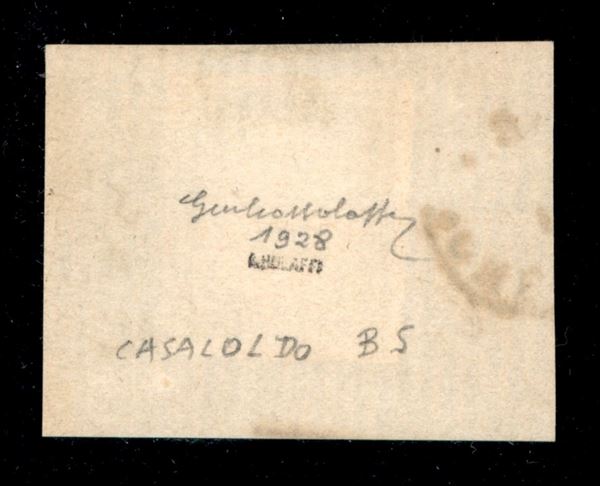 Giulio Bolaffi
1928
A.BOLAFFI
CASALOLDO BS